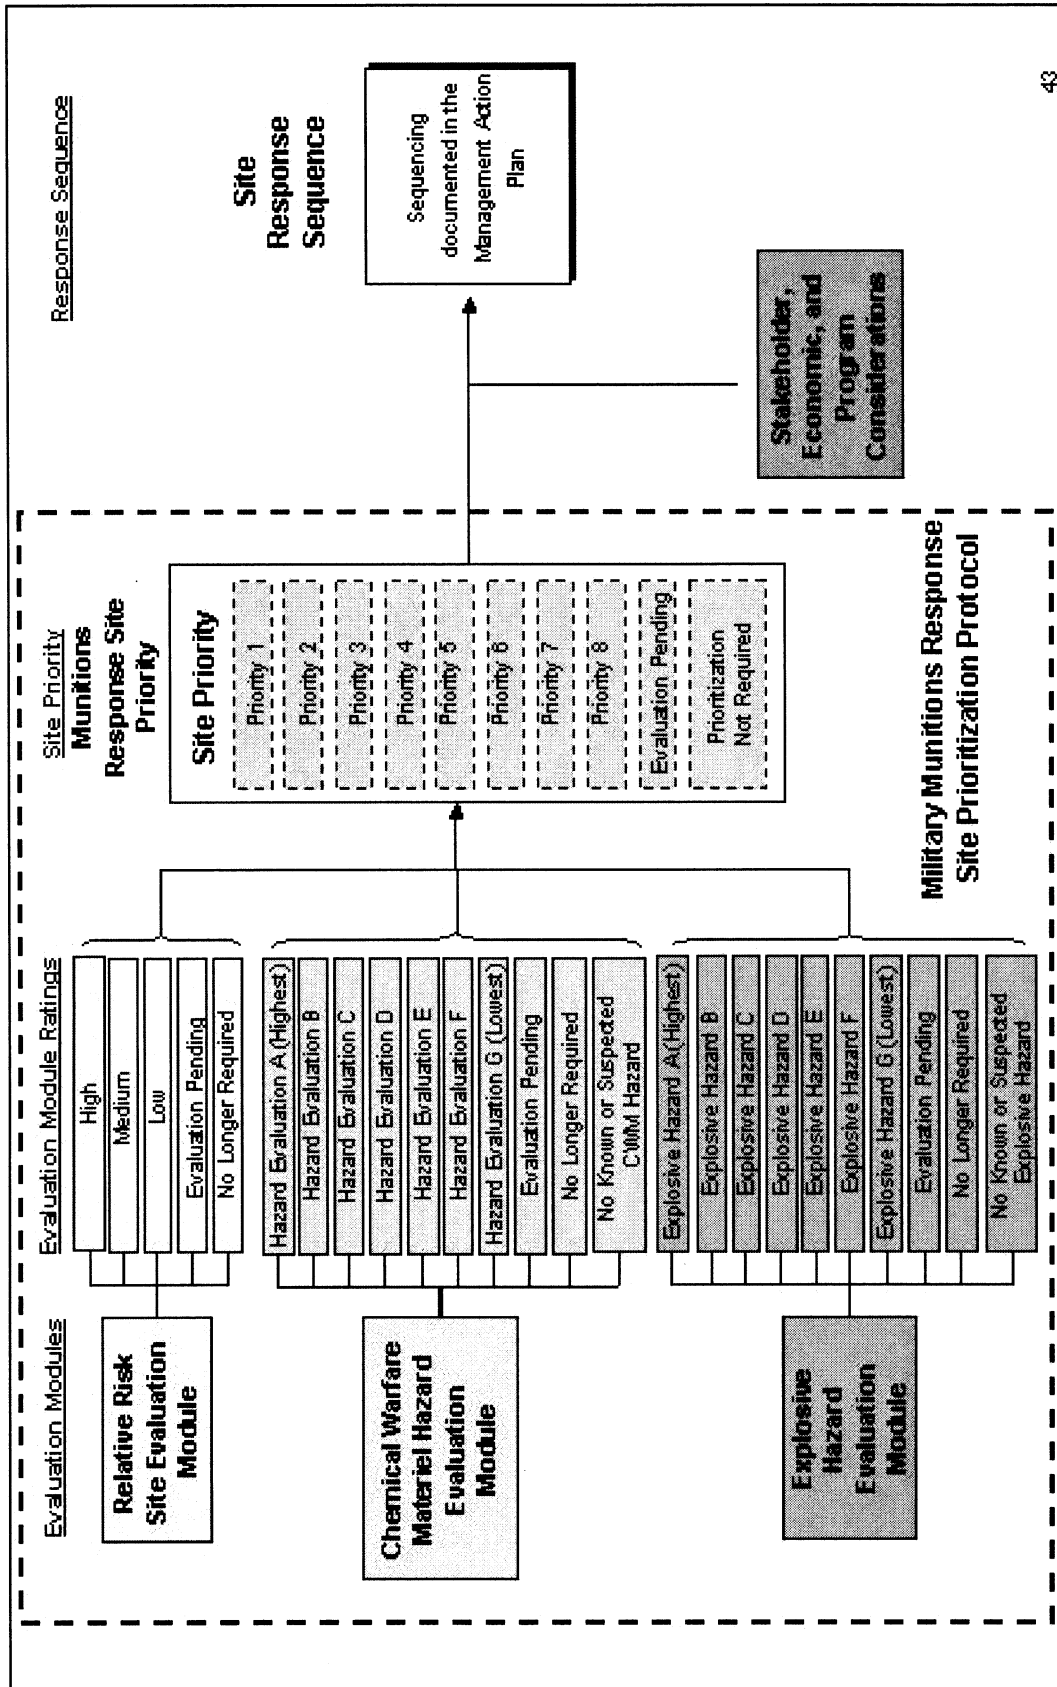 Evaluation Modules
Relative Risk
Site Evaluation
Module
Chemical Warfare
Materiel Hazard
Evaluation
Module
Explosive
Hazard
Evaluation
Module
Evaluation Module Ratings
High
Medium
Low
Evaluation Pending
No Longer Required
Hazard Evaluation A (Highest)
Hazard Evaluation B
Hazard Evaluation C
Hazard Evaluation D
Hazard Evaluation E
Hazard Evaluation F
Hazard Evaluation G (Lowest)
Evaluation Pending
No Longer Required
No Known or Suspected
CWM Hazard
Explosive Hazard A (Highest)
Explosive Hazard B
Explosive Hazard C
Explosive Hazard D
Explosive Hazard E
Explosive Hazard F
Explosive Hazard G (Lowest)
Evaluation Pending
No Longer Required
No Known or Suspected
Explosive Hazard
Site Priority
Munitions
Response Site
Priority
Site Priority
Priority 1
Priority 2
Priority 3
Priority 4
Priority 5
Priority 6
Priority 7
Priority 8
Evaluation Pending
Prioritization
Not Required
Military Munitions Response
Site Prioritization Protocol
Response Sequence
Site
Response
Sequence
Sequencing
documented in the
Management Action
Plan
Stakeholder,
Economic, and
Program
Considerations
43